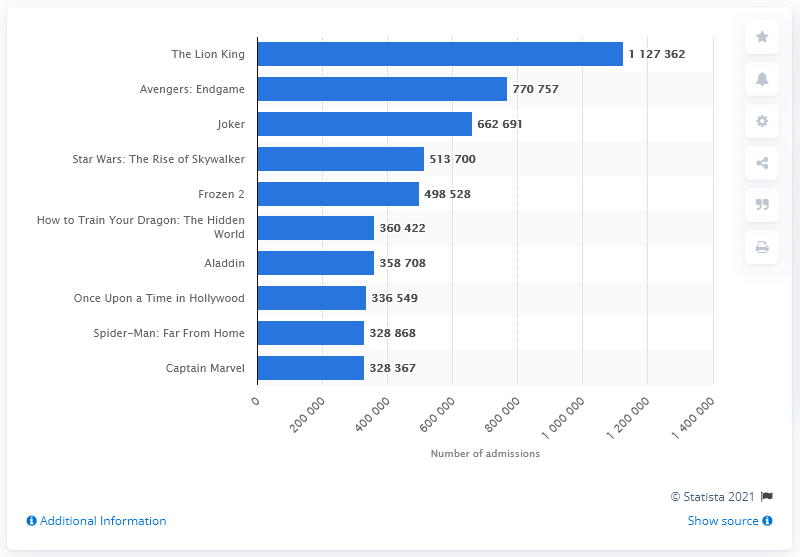 The Lion King
1 127 362
Avengers: Endgame
770 757
Joker
662 691
Star Wars: The Rise of Skywalker
513 700
Frozen 2
498 528
How to Train Your Dragon: The Hidden
World
360 422
Aladdin
358 708
Once Upon a Time in Hollywood
336 549
Spider-Man: Far From Home
328 868
Captain Marvel
328 367
0
200 000
400 000
600 000
800 000
1 000 000
1 200 000
1 400 000
Number of admissions
© Statista 2021
Additional Information
Show source